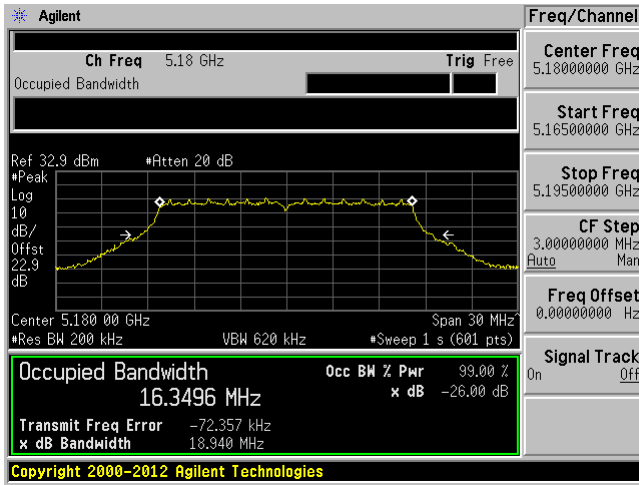 Agilent
Freq/Channel
Ch Freq 5.18 GHz Trig Free
Occupied Bandwidth
Center Freq
5.18000000 GHz
Start Freq
5.16500000 GHz
Stop Freq
5.19500000 GHz
CF Step
3.00000000 MHz
Auto Man
Freq Offset
0.00000000 Hz
Signal Track
On Off
Ref 32.9 dBm #Atten 20 dB
#Peak
Log
10
dB/
Offst
22.9
dB
Center 5.180 00 GHz Span 30 MHz^
#Res BW 200 kHz VBW 620 kHz #Sweep 1 s (601 pts)
Occupied Bandwidth Occ BW % Pwr 99.00 %
16.3496 MHz x dB -26.00 dB
Transmit Freq Error -72.357 kHz
x dB Bandwidth 18.940 MHz
Copyright 2000-2012 Agilent Technologies